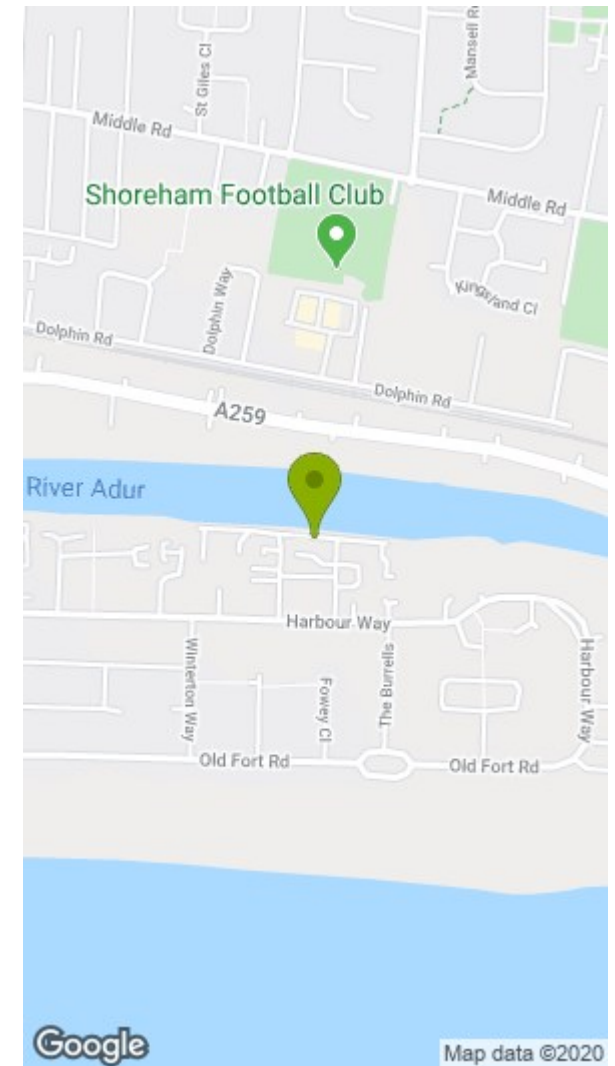 Mansell Rd
St Giles Cl
Middle Rd
Shoreham Football Club
Middle Rd
Kingsland Cl
Dolphin Way
Dolphin Rd
Dolphin Rd
A259
River Adur
Harbour Way
Winterton Way
Fowey Cl
The Burrells
Harbour Way
Old Fort Rd
Old Fort Rd
Google
Map data ©2020